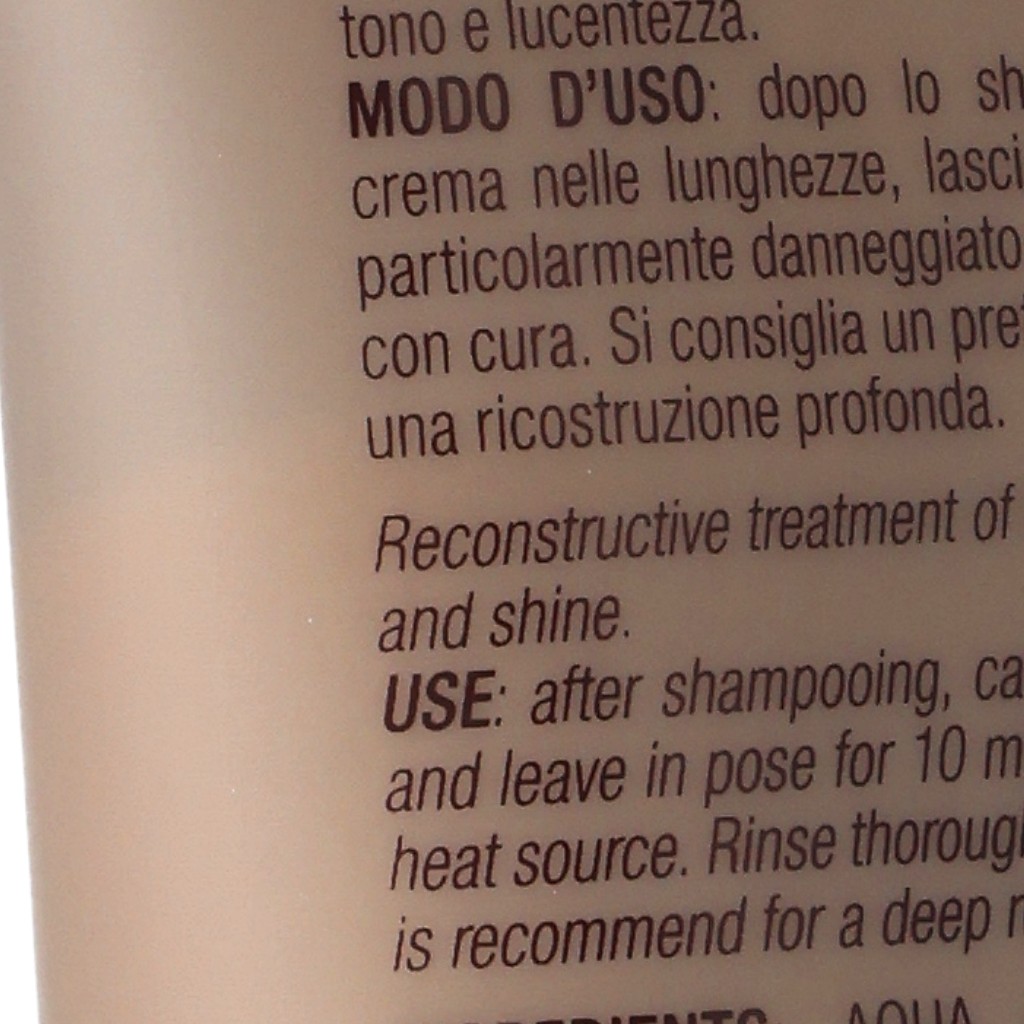 tono e lucentezza.
MODO D'USO: dopo lo sh
crema nelle lunghezze, lasci
particolarmente danneggiato
con cura. Si consiglia un pre
una ricostruzione profonda.
Reconstructive treatment of
and shine.
USE: after shampooing, ca
and leave in pose for 10 m
heat source. Rinse thoroug
is recommend for a deep r
AQUA